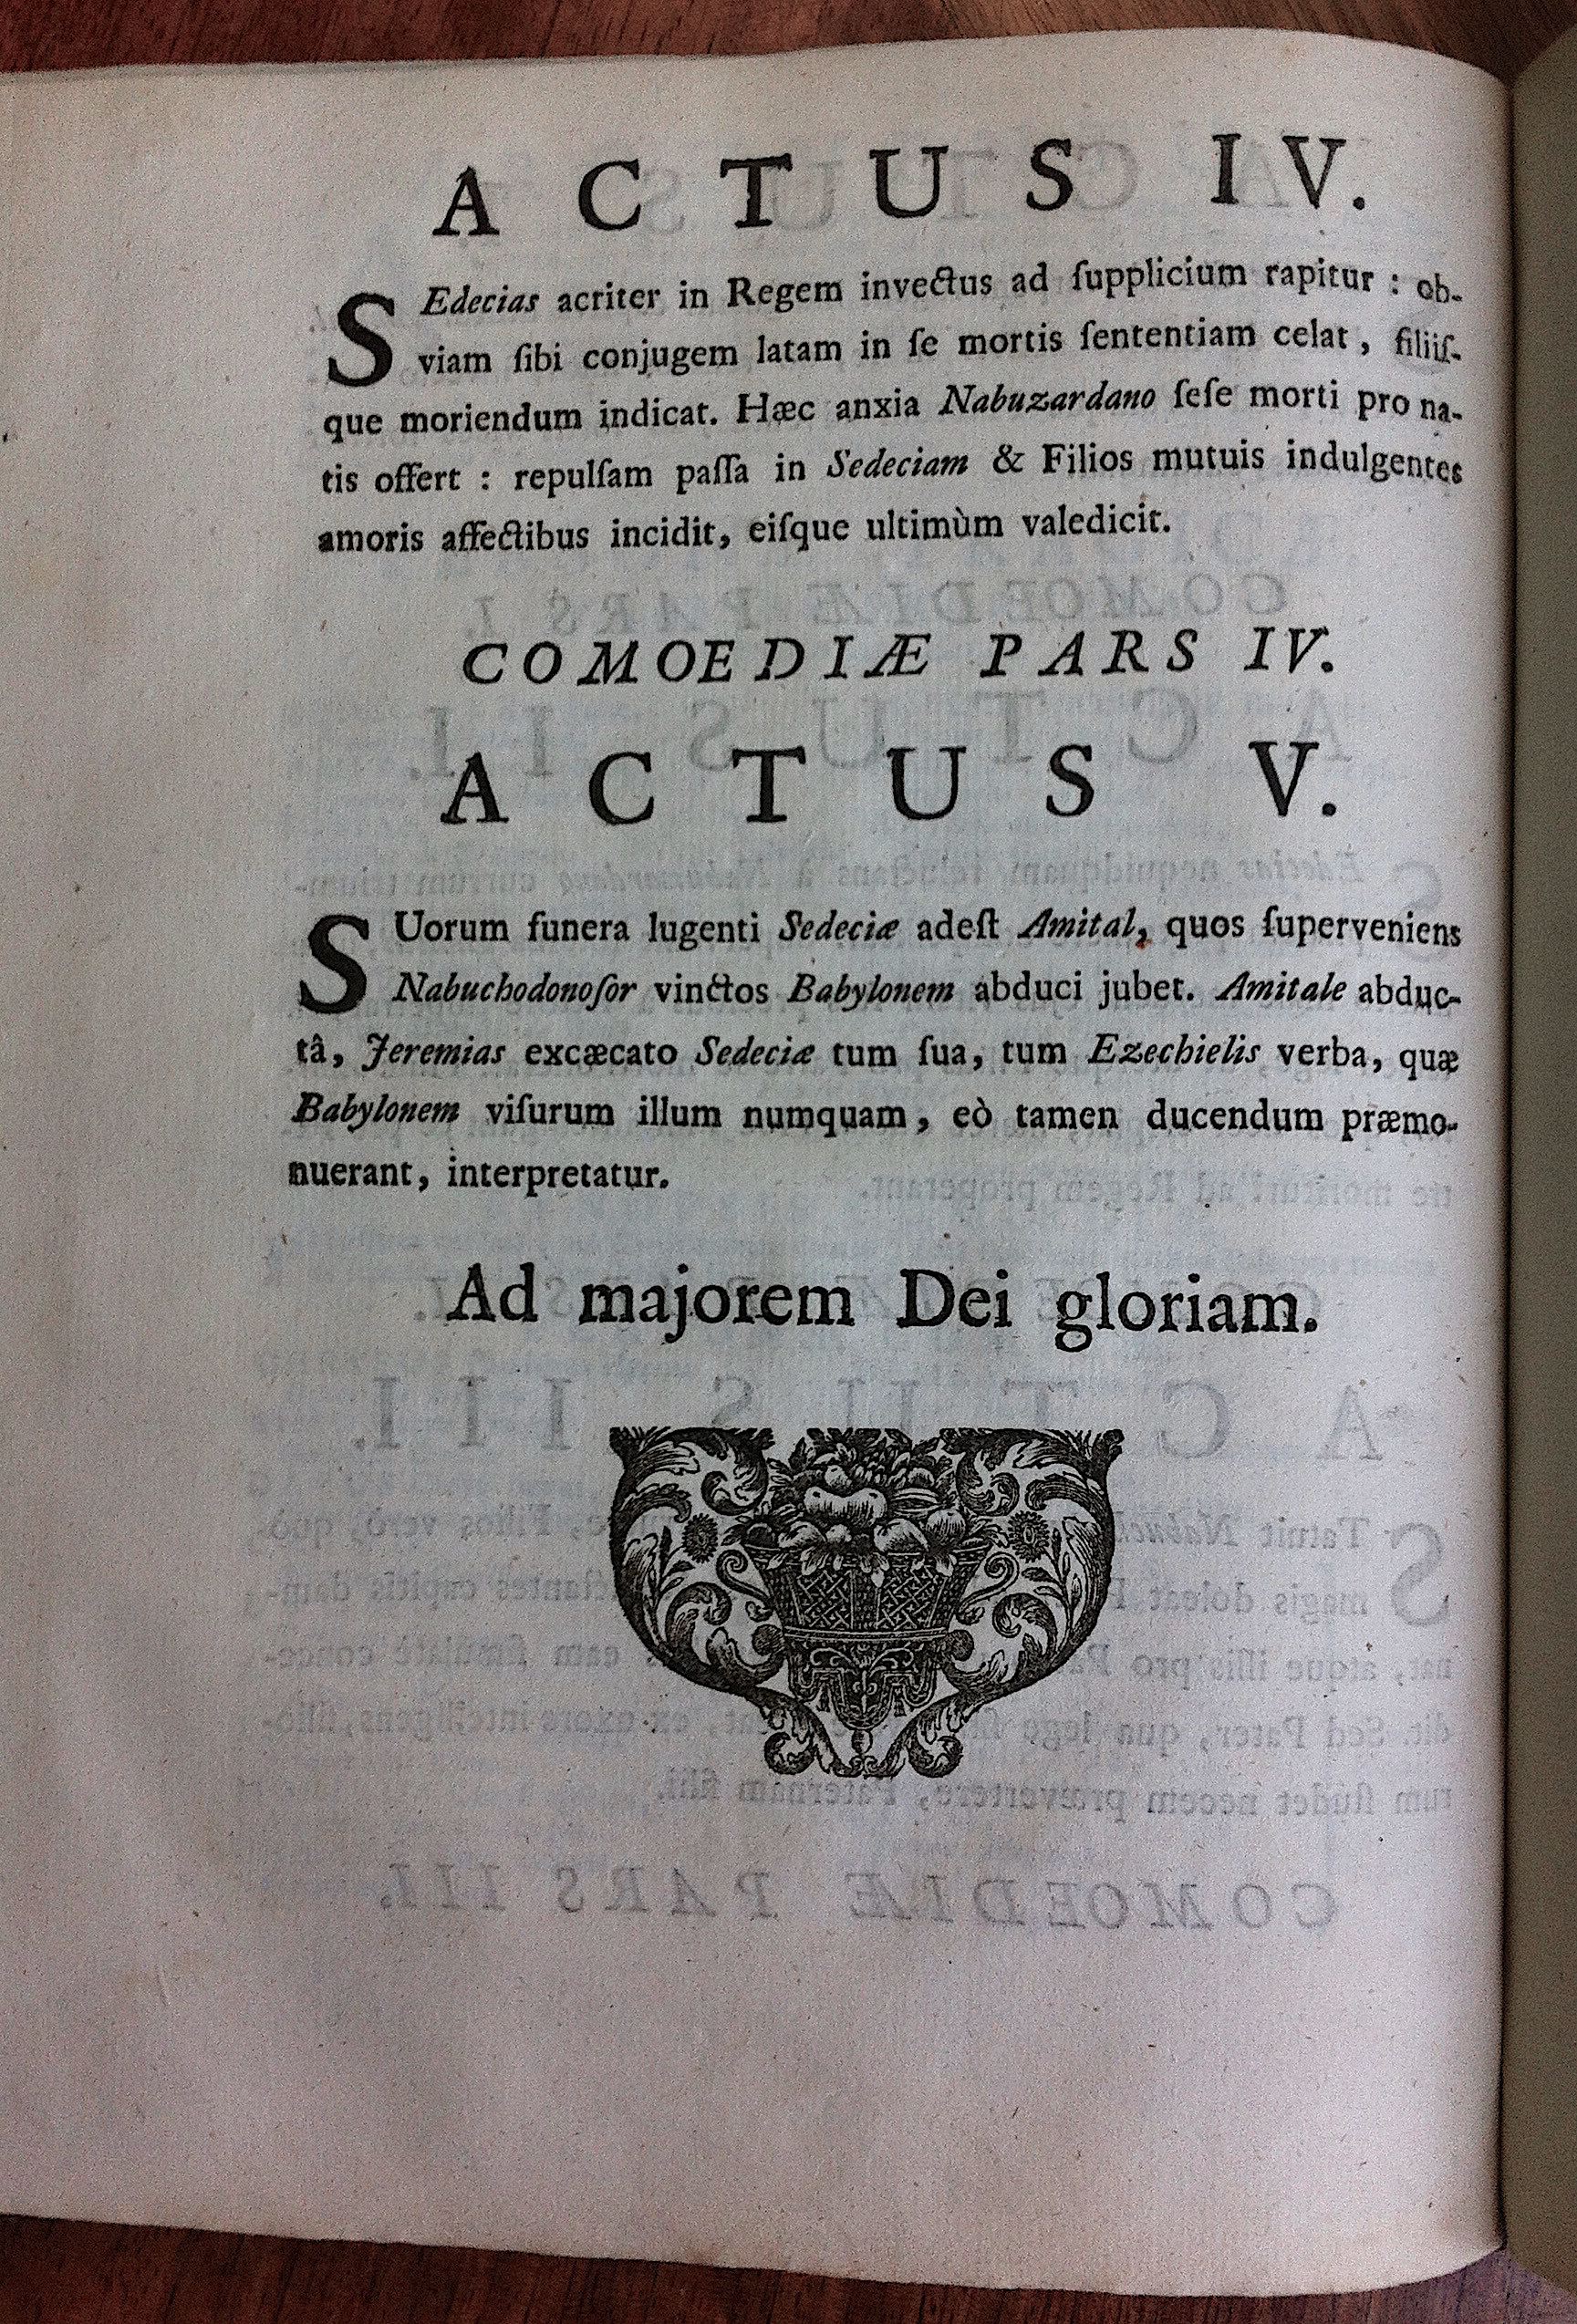 ACTUS IV.
SEdecias acriter in Regem invectus ad ſupplicium rapitur : ob-
viam ſibi conjugem latam in ſe mortis ſententiam celat, filiiſ-
que moriendum indicat. Hæc anxia Nabuzardano ſeſe morti pro na-
tis offert : repulſam paſſa in Sedeciam & Filios mutuis indulgentes
amoris affectibus incidit, eiſque ultimùm valedicit.
COMOEDIÆ PARS IV.
ACTUS V.
SUorum funera lugenti Sedeciæ adeſt Amital, quos ſuperveniens
Nabuchodonoſor vinctos Babylonem abduci jubet. Amitale abduc-
tâ, Jeremias excæcato Sedeciæ tum ſua, tum Ezechielis verba, quæ
Babylonem viſurum illum numquam, eò tamen ducendum præmo-
nuerant, interpretatur.
Ad majorem Dei gloriam.